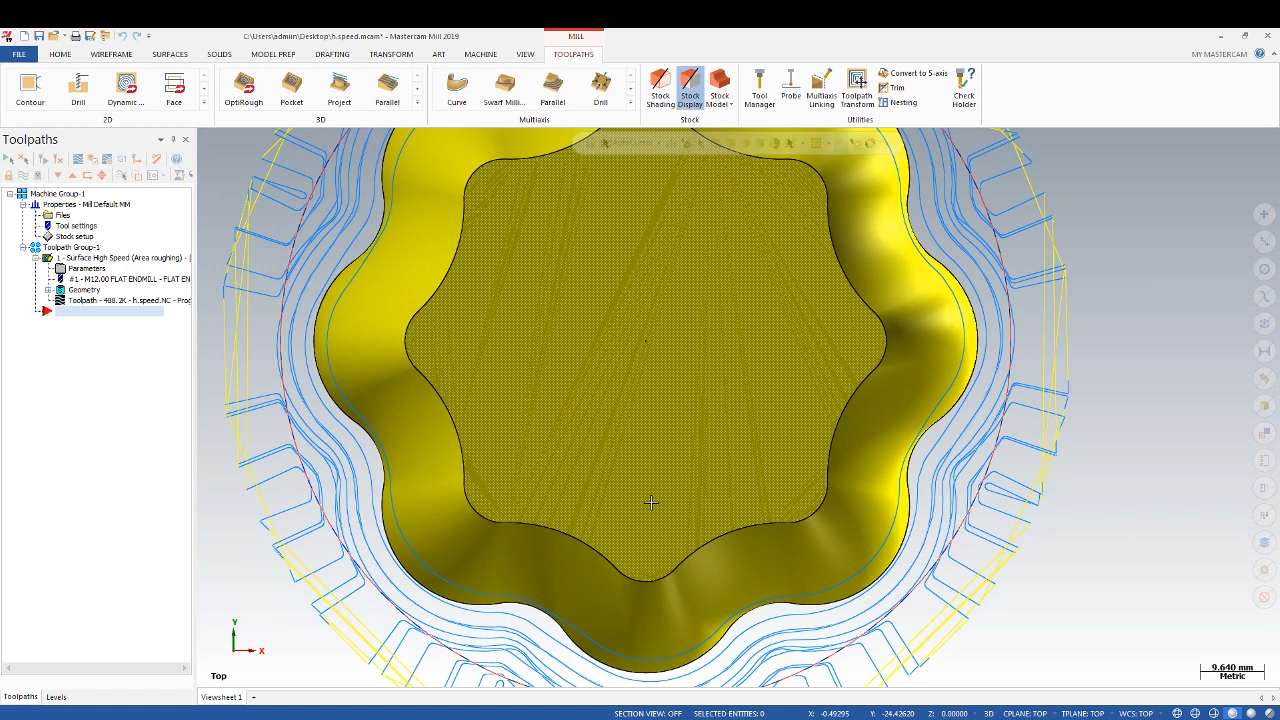 C:\Users\admiin\Desktop\h.speed.mcam* - Mastercam Mill 2019
MILL
FILE HOME WIREFRAME SURFACES SOLIDS MODEL PREP DRAFTING TRANSFORM ART MACHINE VIEW TOOLPATHS MY MASTERCAM
Contour Drill Dynamic ... Face OptiRough Pocket Project Parallel Curve Swarf Milli... Parallel Drill
Stock Shading Stock Display Stock Model
Tool Manager Probe Multiaxis Linking Toolpath Transform
Convert to 5-axis
Trim
Nesting
Check Holder
2D 3D Multiaxis Stock Utilities
Toolpaths
G1
Machine Group-1
Properties - Mill Default MM
Files
Tool settings
Stock setup
Toolpath Group-1
1 - Surface High Speed (Area roughing) -
Parameters
#1 - M12.00 FLAT ENDMILL - FLAT EN
Geometry
Toolpath - 488.2K - h.speed.NC - Prog
Y
X
Top
9.640 mm
Metric
Toolpaths Levels
Viewsheet 1 +
SECTION VIEW: OFF SELECTED ENTITIES: 0 X: -0.49295 Y: -24.42620 Z: 0.00000 3D CPLANE: TOP TPLANE: TOP WCS: TOP